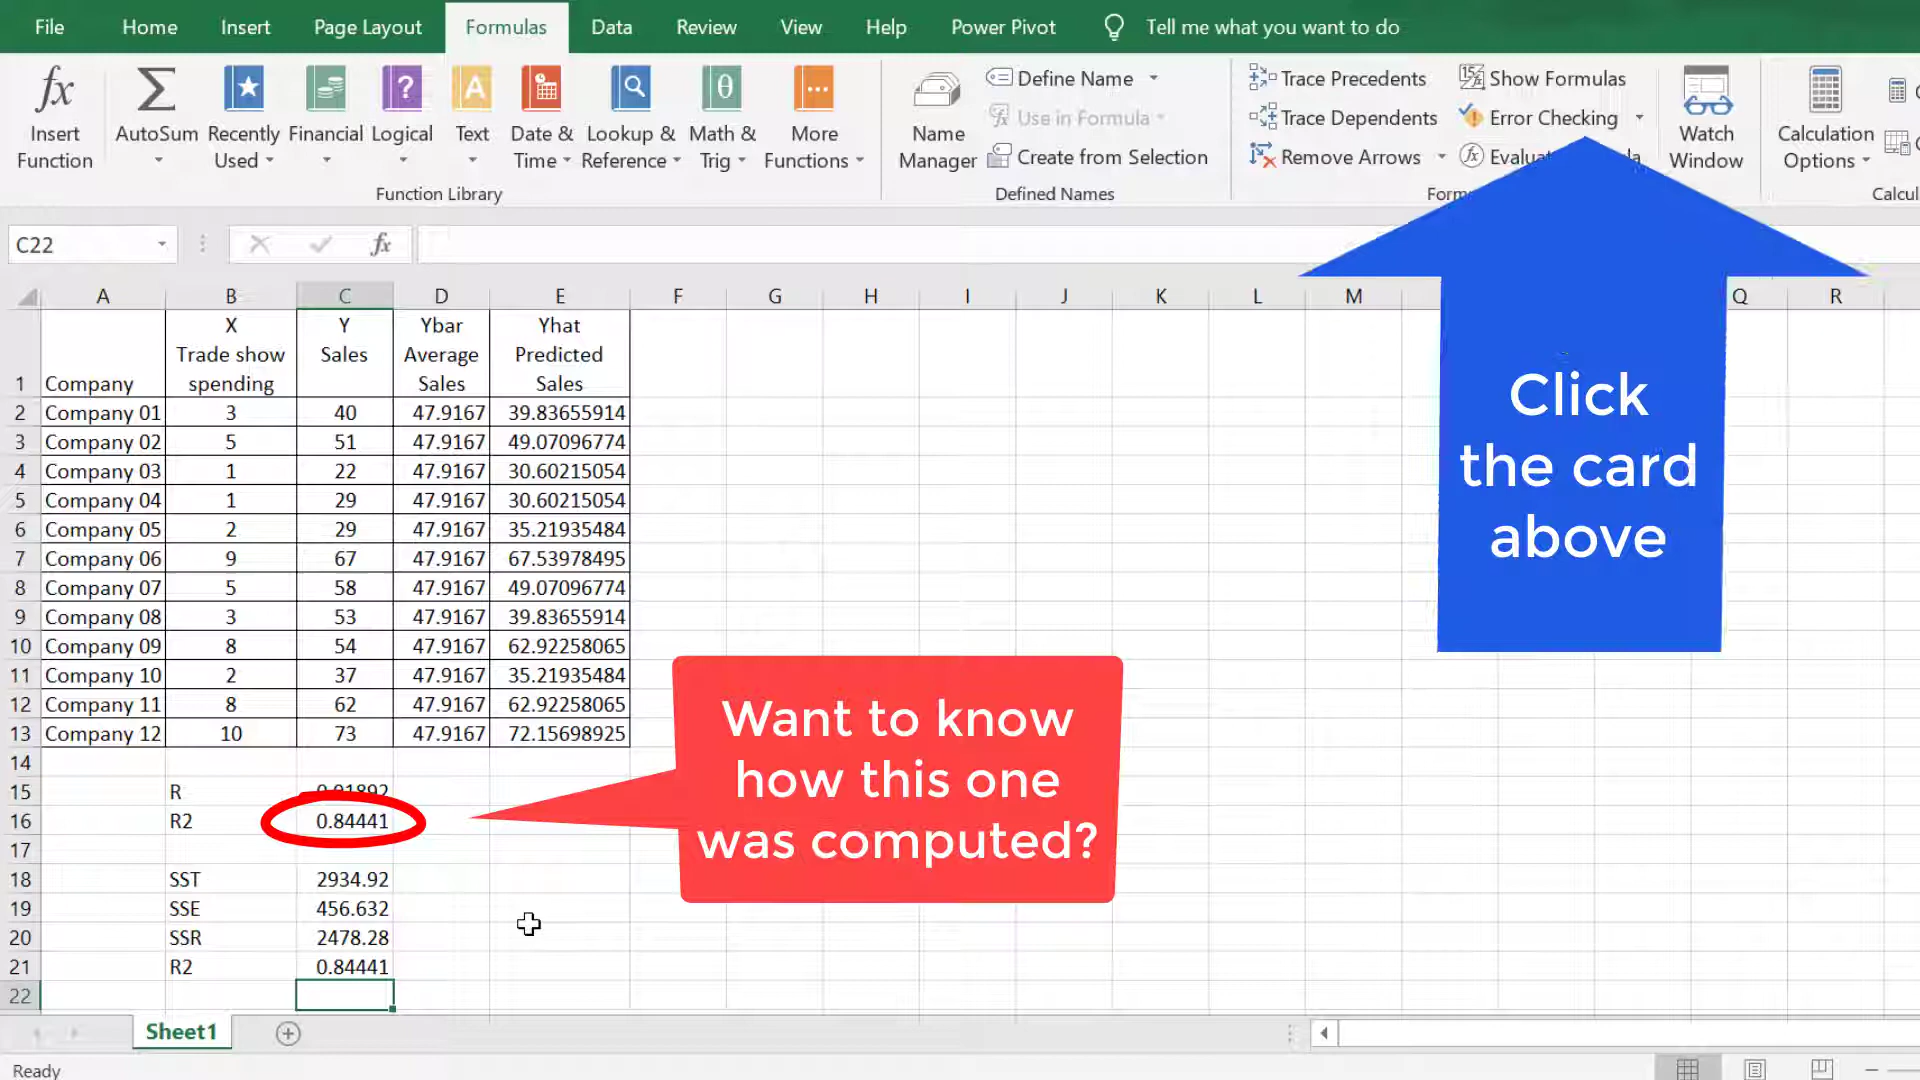 File Home Insert Page Layout Formulas Data Review View Help Power Pivot Tell me what you want to do
fx Insert Function
AutoSum
Recently Used
Financial
Logical
Text
Date & Time
Lookup & Reference
Math & Trig
More Functions
Function Library
Name Manager
Define Name
Use in Formula
Create from Selection
Defined Names
Trace Precedents
Trace Dependents
Remove Arrows
Show Formulas
Error Checking
Watch Window
Calculation Options
C22 fx
A B C D E F G H I J K L M Q R
1 Company X Trade show spending Y Sales Ybar Average Sales Yhat Predicted Sales
2 Company 01 3 40 47.9167 39.83655914
3 Company 02 5 51 47.9167 49.07096774
4 Company 03 1 22 47.9167 30.60215054
5 Company 04 1 29 47.9167 30.60215054
6 Company 05 2 29 47.9167 35.21935484
7 Company 06 9 67 47.9167 67.53978495
8 Company 07 5 58 47.9167 49.07096774
9 Company 08 3 53 47.9167 39.83655914
10 Company 09 8 54 47.9167 62.92258065
11 Company 10 2 37 47.9167 35.21935484
12 Company 11 8 62 47.9167 62.92258065
13 Company 12 10 73 47.9167 72.15698925
14
15 R 0.91892
16 R2 0.84441
17
18 SST 2934.92
19 SSE 456.632
20 SSR 2478.28
21 R2 0.84441
22
Want to know
how this one
was computed?
Click
the card
above
Sheet1
Ready